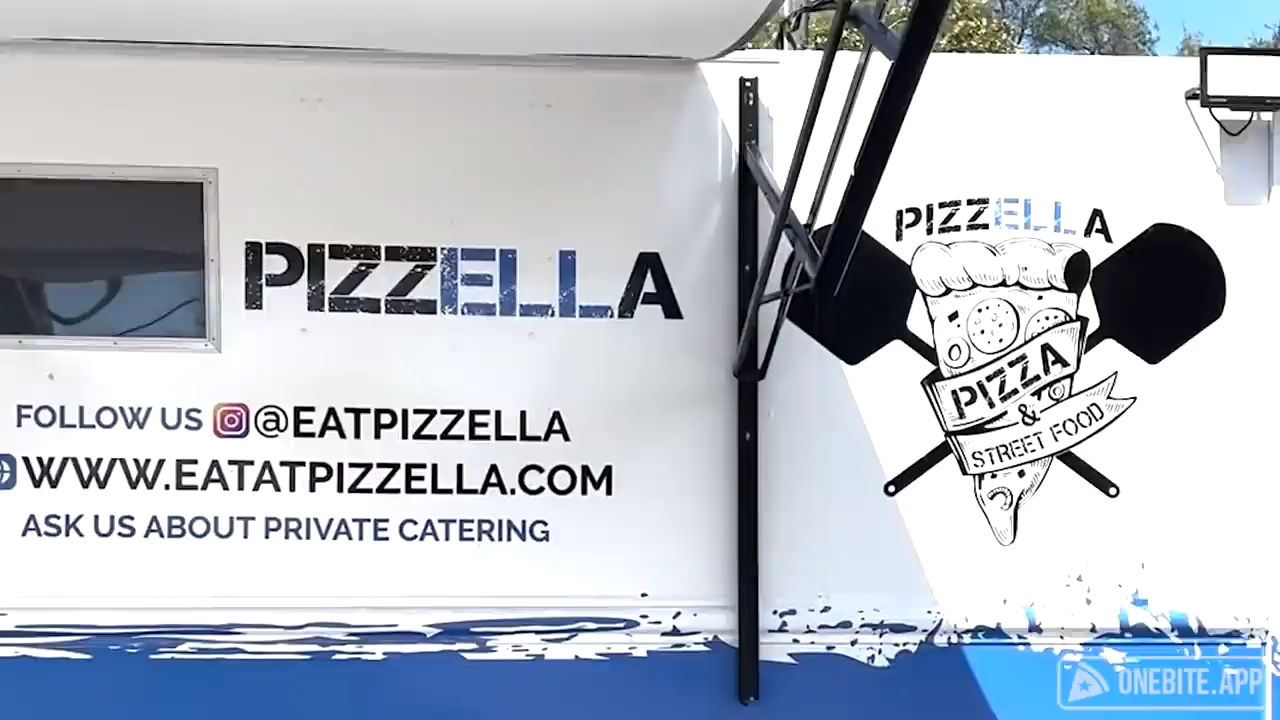 PIZZELLA
FOLLOW US @EATPIZZELLA
WWW.EATATPIZZELLA.COM
ASK US ABOUT PRIVATE CATERING
PIZZELLA
PIZZA
&
STREET FOOD
ONEBITE.APP